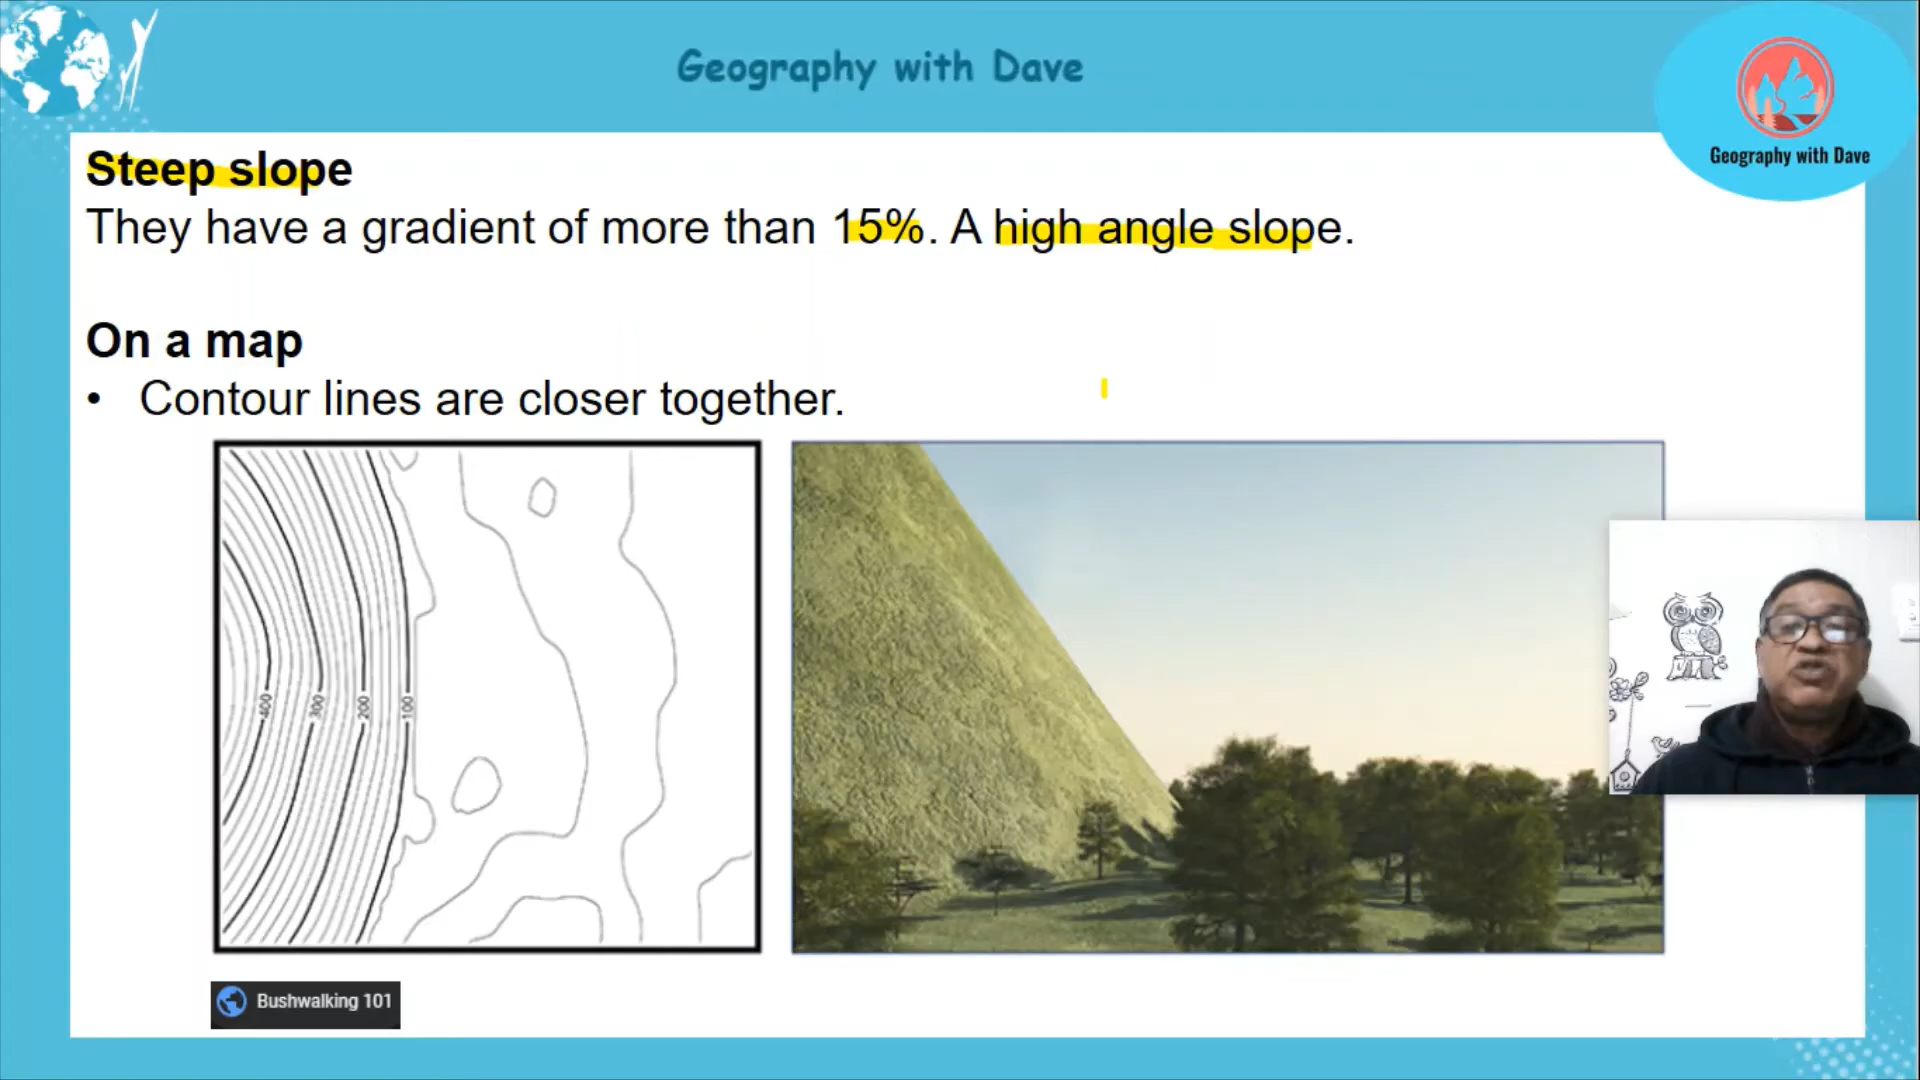 Geography with Dave
Geography with Dave
Steep slope
They have a gradient of more than 15%. A high angle slope.
On a map
• Contour lines are closer together.
400
300
200
100
Bushwalking 101